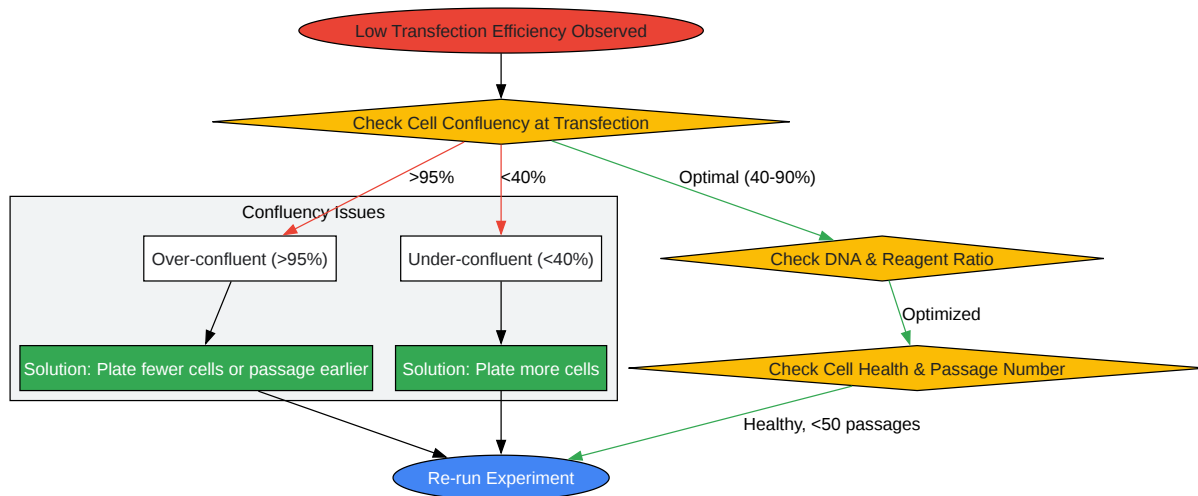 Low Transfection Efficiency Observed
Check Cell Confluency at Transfection
>95%
<40%
Optimal (40-90%)
Confluency Issues
Over-confluent (>95%)
Under-confluent (<40%)
Check DNA & Reagent Ratio
Optimized
Solution: Plate fewer cells or passage earlier
Solution: Plate more cells
Check Cell Health & Passage Number
Healthy, <50 passages
Re-run Experiment